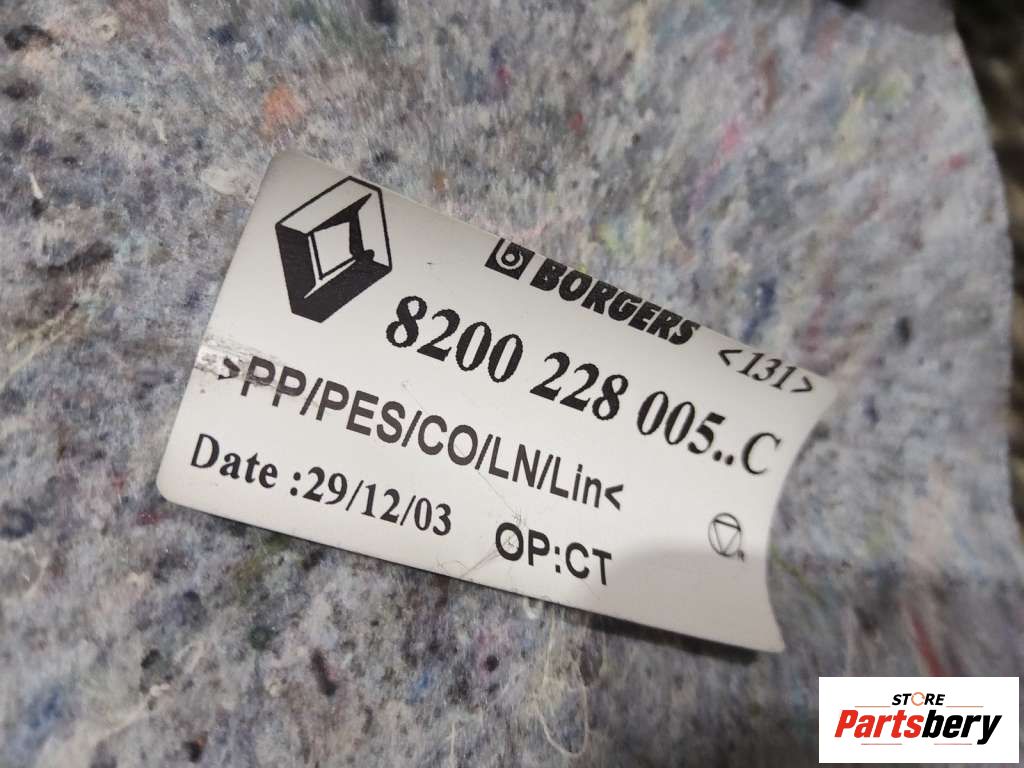 BORGERS
<131>
8200 228 005..C
>PP/PES/CO/LN/Lin<
Date :29/12/03 OP:CT
STORE
Partsbery